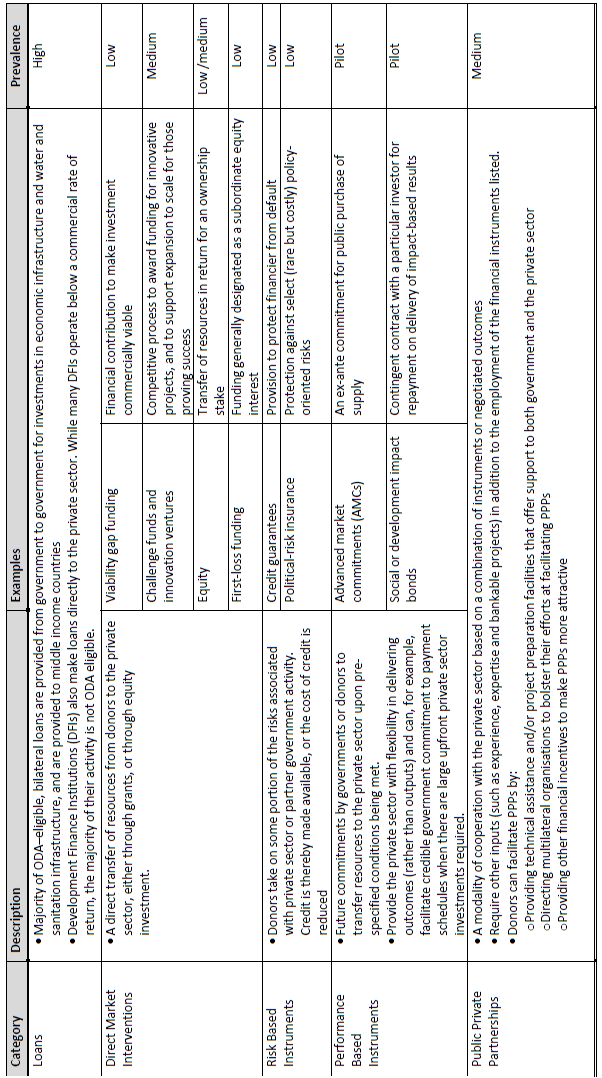 Category Description Examples Prevalence
Loans
• Majority of ODA–eligible, bilateral loans are provided from government to government for investments in economic infrastructure and water and
sanitation infrastructure, and are provided to middle income countries
• Development Finance Institutions (DFIs) also make loans directly to the private sector. While many DFIs operate below a commercial rate of
return, the majority of their activity is not ODA eligible.
High
Direct Market
Interventions
• A direct transfer of resources from donors to the private
sector, either through grants, or through equity
investment.
Viability gap funding
Financial contribution to make investment
commercially viable
Low
Challenge funds and
innovation ventures
Competitive process to award funding for innovative
projects, and to support expansion to scale for those
proving success
Medium
Equity
Transfer of resources in return for an ownership
stake
Low /medium
First-loss funding
Funding generally designated as a subordinate equity
interest
Low
Risk Based
Instruments
• Donors take on some portion of the risks associated
with private sector or partner government activity.
Credit is thereby made available, or the cost of credit is
reduced
Credit guarantees
Provision to protect financier from default
Low
Political-risk insurance
Protection against select (rare but costly) policy-
oriented risks
Low
Performance
Based
Instruments
• Future commitments by governments or donors to
transfer resources to the private sector upon pre-
specified conditions being met.
• Provide the private sector with flexibility in delivering
outcomes (rather than outputs) and can, for example,
facilitate credible government commitment to payment
schedules when there are large upfront private sector
investments required.
Advanced market
commitments (AMCs)
An ex-ante commitment for public purchase of
supply
Pilot
Social or development impact
bonds
Contingent contract with a particular investor for
repayment on delivery of impact-based results
Pilot
Public Private
Partnerships
• A modality of cooperation with the private sector based on a combination of instruments or negotiated outcomes
• Require other inputs (such as experience, expertise and bankable projects) in addition to the employment of the financial instruments listed.
• Donors can facilitate PPPs by:
○ Providing technical assistance and/or project preparation facilities that offer support to both government and the private sector
○ Directing multilateral organisations to bolster their efforts at facilitating PPPs
○ Providing other financial incentives to make PPPs more attractive
Medium